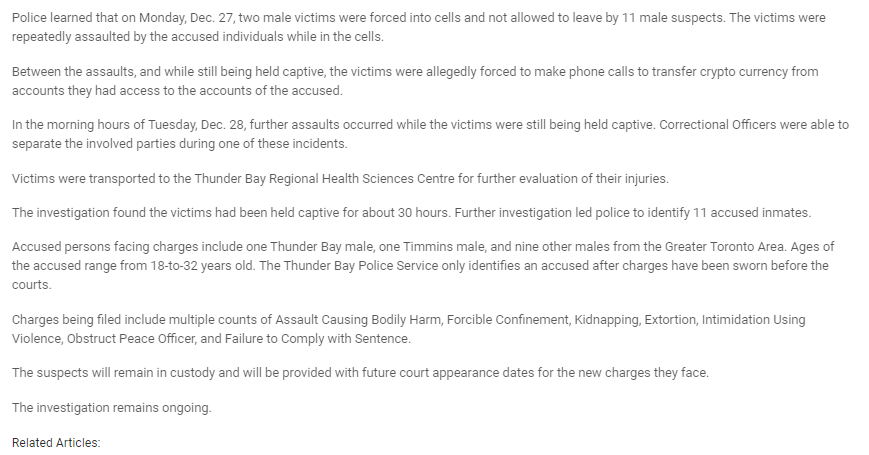 Police learned that on Monday, Dec. 27, two male victims were forced into cells and not allowed to leave by 11 male suspects. The victims were
repeatedly assaulted by the accused individuals while in the cells.
Between the assaults, and while still being held captive, the victims were allegedly forced to make phone calls to transfer crypto currency from
accounts they had access to the accounts of the accused.
In the morning hours of Tuesday, Dec. 28, further assaults occurred while the victims were still being held captive. Correctional Officers were able to
separate the involved parties during one of these incidents.
Victims were transported to the Thunder Bay Regional Health Sciences Centre for further evaluation of their injuries.
The investigation found the victims had been held captive for about 30 hours. Further investigation led police to identify 11 accused inmates.
Accused persons facing charges include one Thunder Bay male, one Timmins male, and nine other males from the Greater Toronto Area. Ages of
the accused range from 18-to-32 years old. The Thunder Bay Police Service only identifies an accused after charges have been sworn before the
courts.
Charges being filed include multiple counts of Assault Causing Bodily Harm, Forcible Confinement, Kidnapping, Extortion, Intimidation Using
Violence, Obstruct Peace Officer, and Failure to Comply with Sentence.
The suspects will remain in custody and will be provided with future court appearance dates for the new charges they face.
The investigation remains ongoing.
Related Articles: